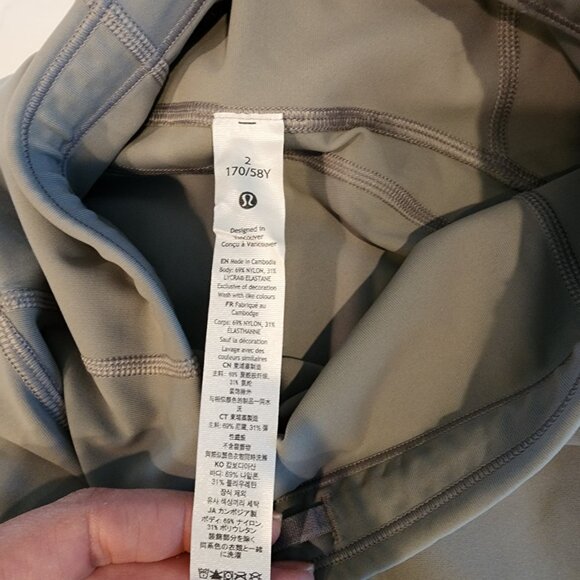 2
170/58Y
Designed in
Vancouver
Conçu à Vancouver
EN Made in Cambodia
Body: 69% NYLON, 31%
LYCRA® ELASTANE
Exclusive of decoration
Wash with like colours
FR Fabriqué au
Cambodge
Corps: 69% NYLON, 31%
ÉLASTHANNE
Sauf la décoration
Lavage avec des
couleurs similaires
CN 柬埔寨制造
主料: 69% 聚酰胺纤维,
31% 氨纶
装饰除外
与相似颜色的制品一同水
洗
CT 柬埔寨製造
主料: 69% 尼龍, 31% 彈
性纖維
不含裝飾物
與類似顏色衣物同時洗滌
KO 캄보디아산
바디: 69% 나일론,
31% 폴리우레탄
장식 제외
유사 색상끼리 세탁
JA カンボジア製
ボディ: 69% ナイロン
31% ポリウレタン
装飾部分を除く
同系色の衣類と一緒
に洗濯